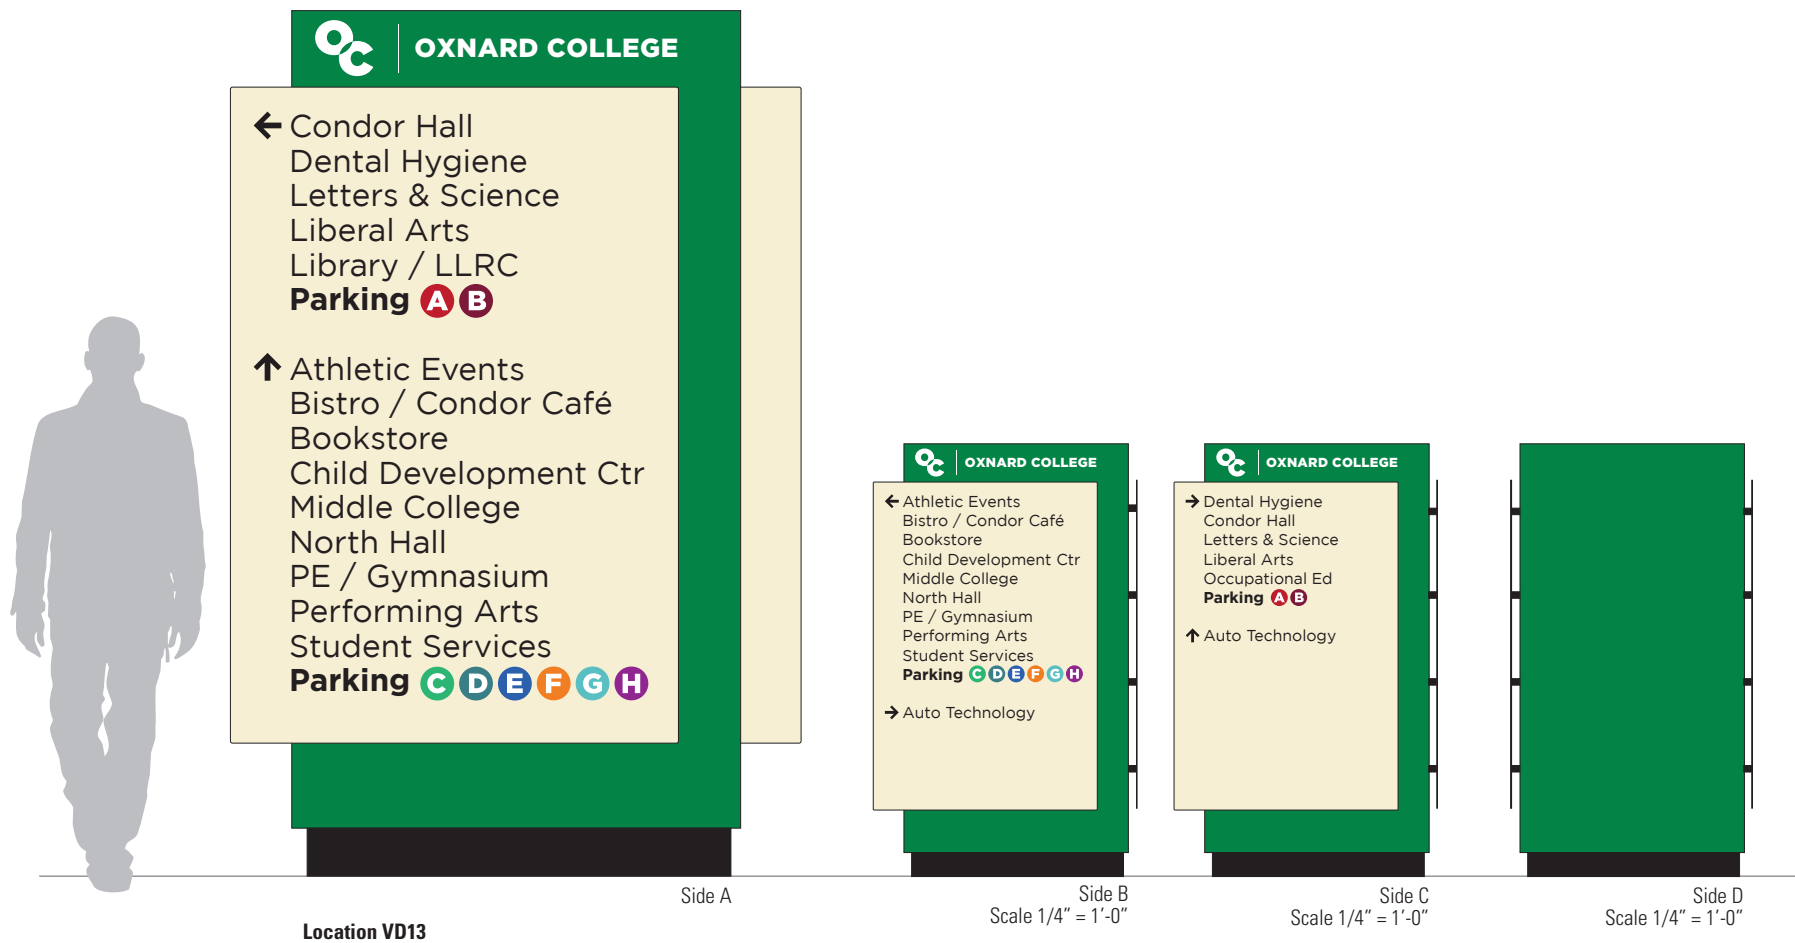 OC | OXNARD COLLEGE
← Condor Hall
Dental Hygiene
Letters & Science
Liberal Arts
Library / LLRC
Parking A B
↑ Athletic Events
Bistro / Condor Café
Bookstore
Child Development Ctr
Middle College
North Hall
PE / Gymnasium
Performing Arts
Student Services
Parking C D E F G H
Side A
Location VD13
OC | OXNARD COLLEGE
← Athletic Events
Bistro / Condor Café
Bookstore
Child Development Ctr
Middle College
North Hall
PE / Gymnasium
Performing Arts
Student Services
Parking C D E F G H
→ Auto Technology
Side B
Scale 1/4” = 1’-0”
OC | OXNARD COLLEGE
→ Dental Hygiene
Condor Hall
Letters & Science
Liberal Arts
Occupational Ed
Parking A B
↑ Auto Technology
Side C
Scale 1/4” = 1’-0”
Side D
Scale 1/4” = 1’-0”